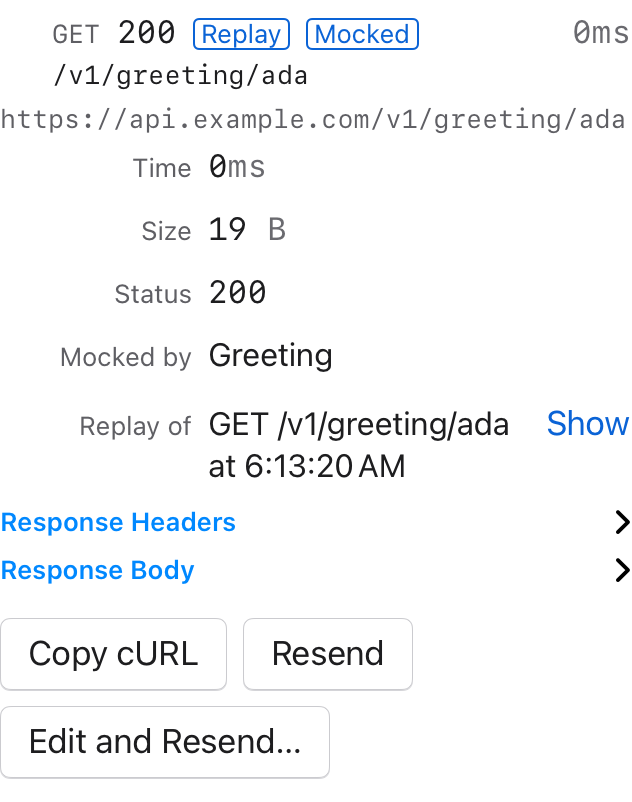 GET 200 Replay Mocked 0ms
/v1/greeting/ada
https://api.example.com/v1/greeting/ada
Time 0ms
Size 19 B
Status 200
Mocked by Greeting
Replay of GET /v1/greeting/ada Show
at 6:13:20 AM
Response Headers
Response Body
Copy cURL Resend
Edit and Resend...